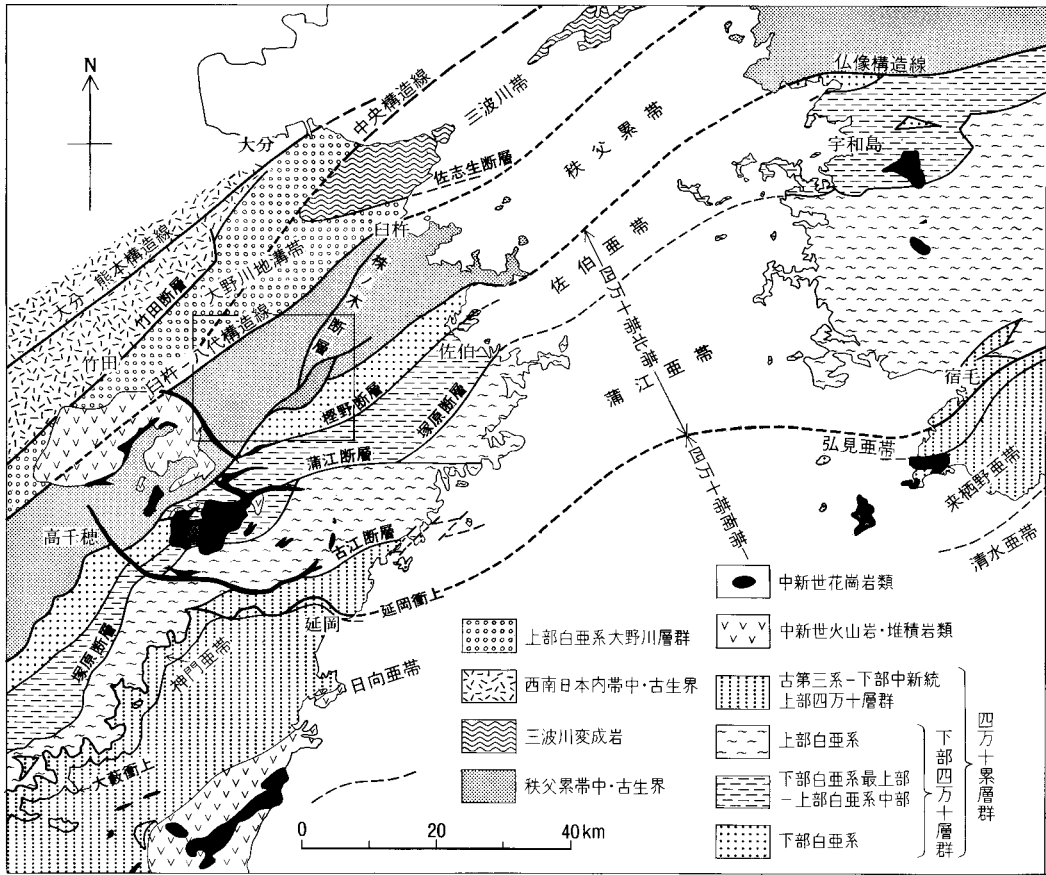 N
大分
中央構造線
三波川帯
佐志生断層
秩父累帯
仏像構造線
宇和島
臼杵
大分
熊本構造線
竹田断層
大野川地溝帯
竹田
臼杵
八代構造線
断層
佐伯亜帯
四万十帯北帯
佐伯
樫野断層
塚原断層
蒲江亜帯
蒲江断層
宿毛
弘見亜帯
来栖野亜帯
清水亜帯
四万十帯南帯
高千穂
古江断層
延岡衝上
延岡
塚原断層
神門亜帯
日向亜帯
大藪衝上
上部白亜系大野川層群
西南日本内帯中・古生界
三波川変成岩
秩父累帯中・古生界
0 20 40km
中新世花崗岩類
中新世火山岩・堆積岩類
古第三系－下部中新統
上部四万十層群
上部白亜系
下部白亜系最上部
－上部白亜系中部
下部白亜系
下部四万十層群
四万十累層群